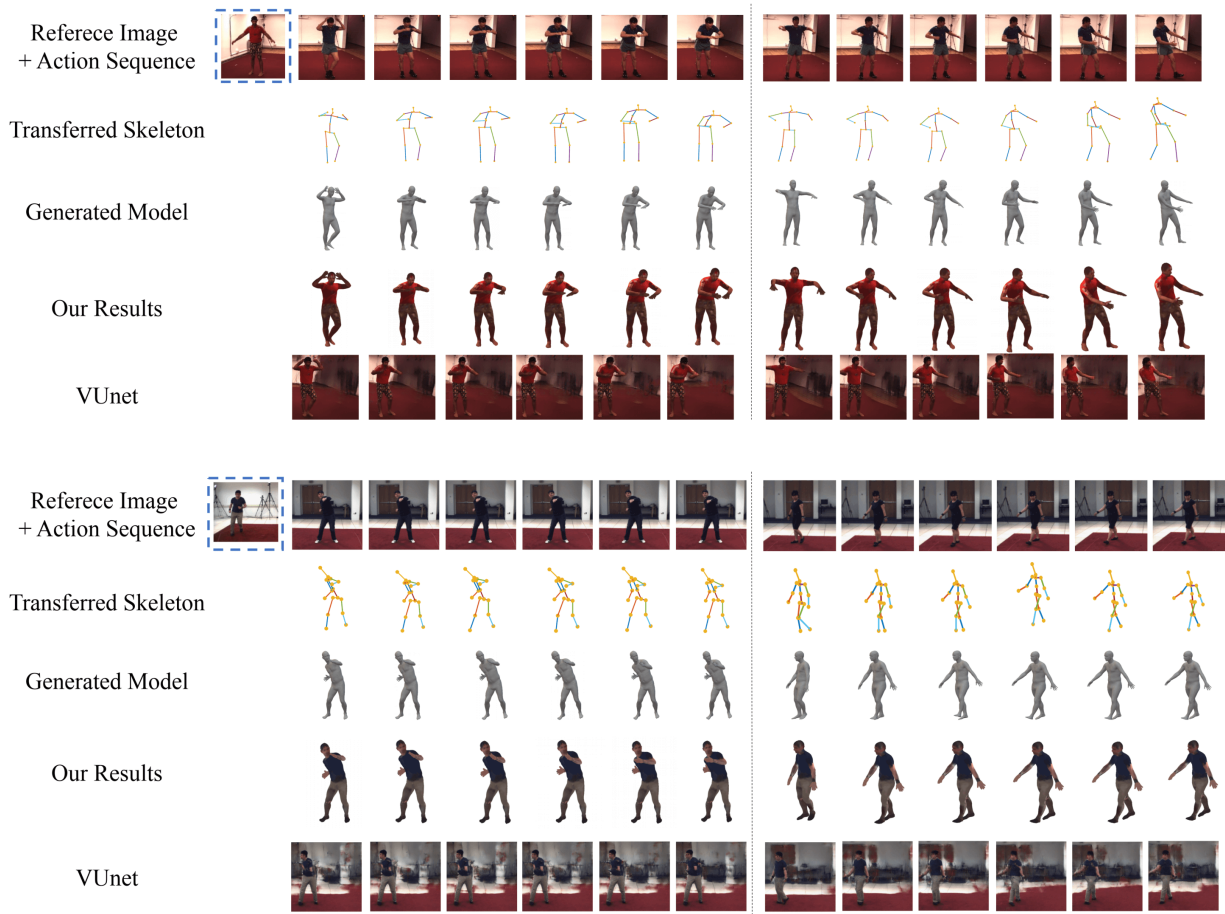 Referece Image
+ Action Sequence
Transferred Skeleton
Generated Model
Our Results
VUnet
Referece Image
+ Action Sequence
Transferred Skeleton
Generated Model
Our Results
VUnet